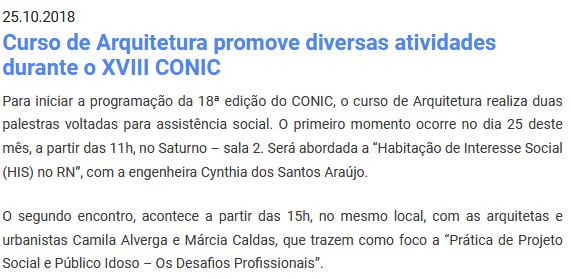 25.10.2018
Curso de Arquitetura promove diversas atividades
durante o XVIII CONIC
Para iniciar a programação da 18ª edição do CONIC, o curso de Arquitetura realiza duas
palestras voltadas para assistência social. O primeiro momento ocorre no dia 25 deste
mês, a partir das 11h, no Saturno – sala 2. Será abordada a “Habitação de Interesse Social
(HIS) no RN”, com a engenheira Cynthia dos Santos Araújo.
O segundo encontro, acontece a partir das 15h, no mesmo local, com as arquitetas e
urbanistas Camila Alverga e Márcia Caldas, que trazem como foco a “Prática de Projeto
Social e Público Idoso – Os Desafios Profissionais”.